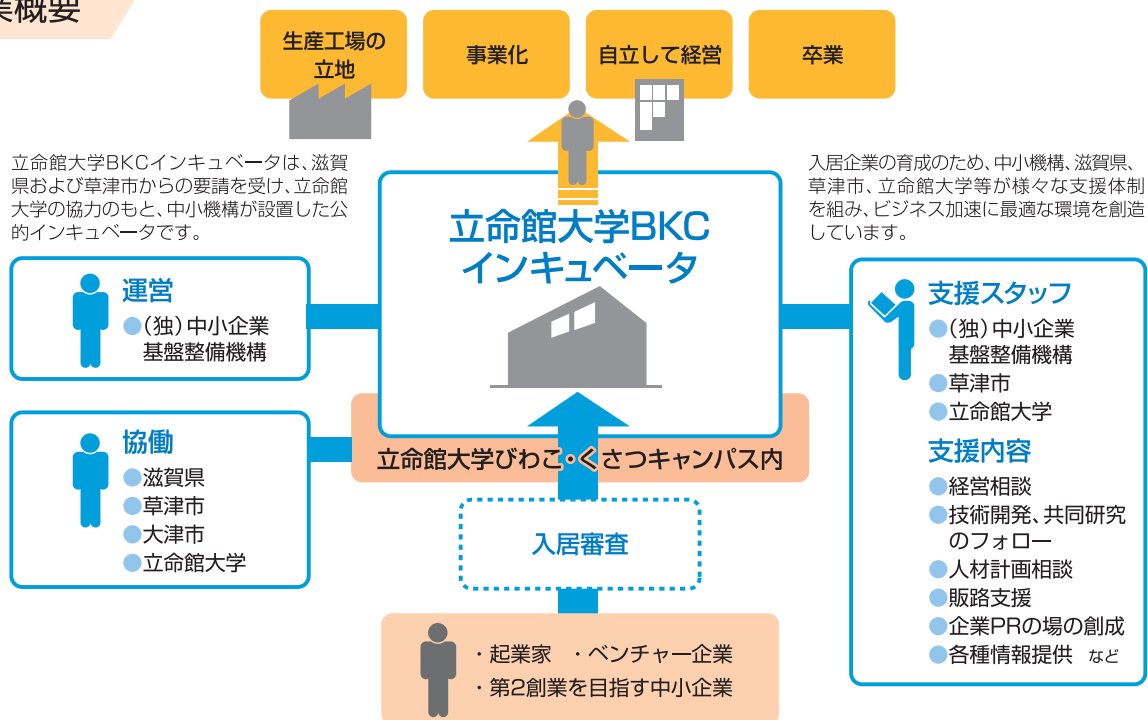 業概要
生産工場の
立地
事業化
自立して経営
卒業
立命館大学BKCインキュベータは、滋賀
県および草津市からの要請を受け、立命館
大学の協力のもと、中小機構が設置した公
的インキュベータです。
入居企業の育成のため、中小機構、滋賀県、
草津市、立命館大学等が様々な支援体制
を組み、ビジネス加速に最適な環境を創造
しています。
立命館大学BKC
インキュベータ
運営
●(独)中小企業
基盤整備機構
協働
●滋賀県
●草津市
●大津市
●立命館大学
立命館大学びわこ・くさつキャンパス内
入居審査
・起業家 ・ベンチャー企業
・第2創業を目指す中小企業
支援スタッフ
●(独)中小企業
基盤整備機構
●草津市
●立命館大学
支援内容
●経営相談
●技術開発、共同研究
のフォロー
●人材計画相談
●販路支援
●企業PRの場の創成
●各種情報提供 など